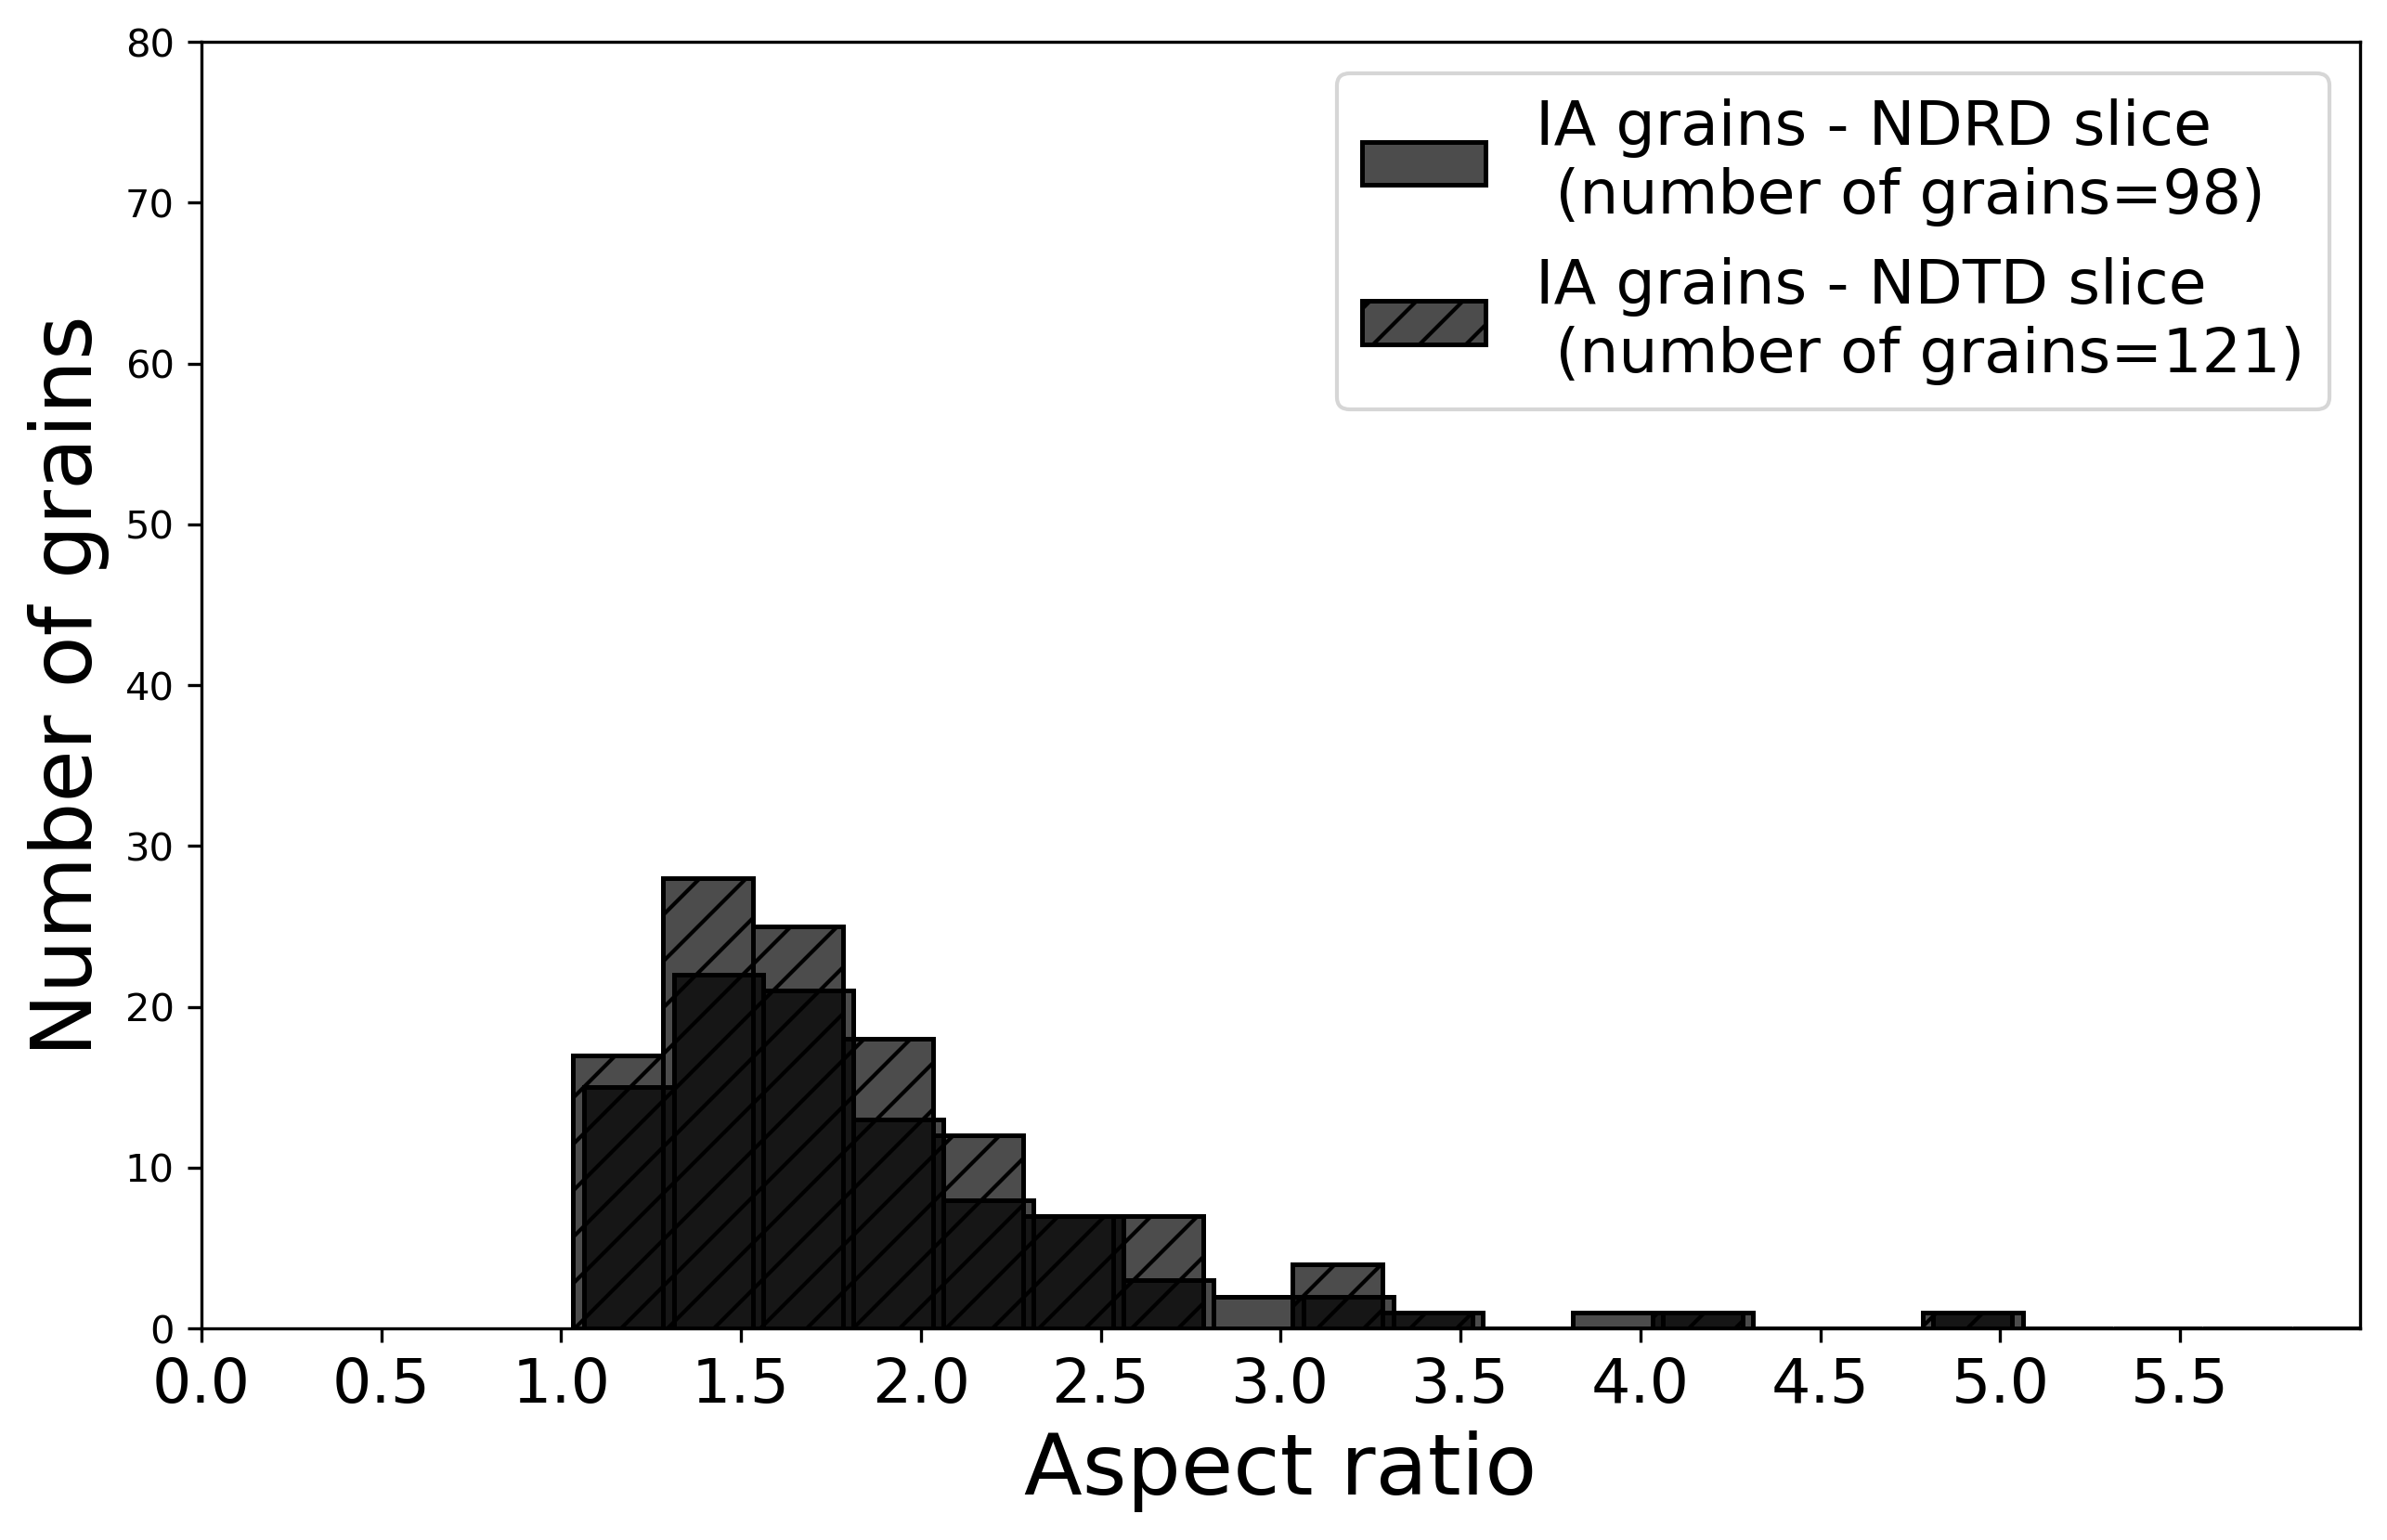 80
70
60
50
40
30
20
10
0
Number of grains
IA grains - NDRD slice
(number of grains=98)
IA grains - NDTD slice
(number of grains=121)
0.0 0.5 1.0 1.5 2.0 2.5 3.0 3.5 4.0 4.5 5.0 5.5
Aspect ratio